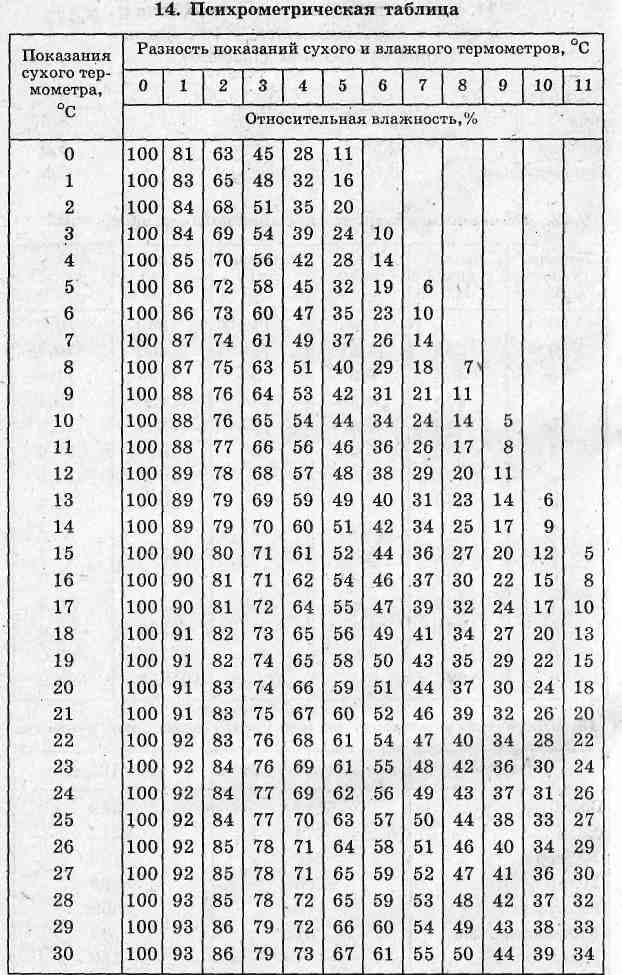 14. Психрометрическая таблица
Показания сухого тер-мометра, °C
Разность показаний сухого и влажного термометров, °C
0 1 2 3 4 5 6 7 8 9 10 11
Относительная влажность, %
0 100 81 63 45 28 11
1 100 83 65 48 32 16
2 100 84 68 51 35 20
3 100 84 69 54 39 24 10
4 100 85 70 56 42 28 14
5 100 86 72 58 45 32 19 6
6 100 86 73 60 47 35 23 10
7 100 87 74 61 49 37 26 14
8 100 87 75 63 51 40 29 18 7
9 100 88 76 64 53 42 31 21 11
10 100 88 76 65 54 44 34 24 14 5
11 100 88 77 66 56 46 36 26 17 8
12 100 89 78 68 57 48 38 29 20 11
13 100 89 79 69 59 49 40 31 23 14 6
14 100 89 79 70 60 51 42 34 25 17 9
15 100 90 80 71 61 52 44 36 27 20 12 5
16 100 90 81 71 62 54 46 37 30 22 15 8
17 100 90 81 72 64 55 47 39 32 24 17 10
18 100 91 82 73 65 56 49 41 34 27 20 13
19 100 91 82 74 65 58 50 43 35 29 22 15
20 100 91 83 74 66 59 51 44 37 30 24 18
21 100 91 83 75 67 60 52 46 39 32 26 20
22 100 92 83 76 68 61 54 47 40 34 28 22
23 100 92 84 76 69 61 55 48 42 36 30 24
24 100 92 84 77 69 62 56 49 43 37 31 26
25 100 92 84 77 70 63 57 50 44 38 33 27
26 100 92 85 78 71 64 58 51 46 40 34 29
27 100 92 85 78 71 65 59 52 47 41 36 30
28 100 93 85 78 72 65 59 53 48 42 37 32
29 100 93 86 79 72 66 60 54 49 43 38 33
30 100 93 86 79 73 67 61 55 50 44 39 34